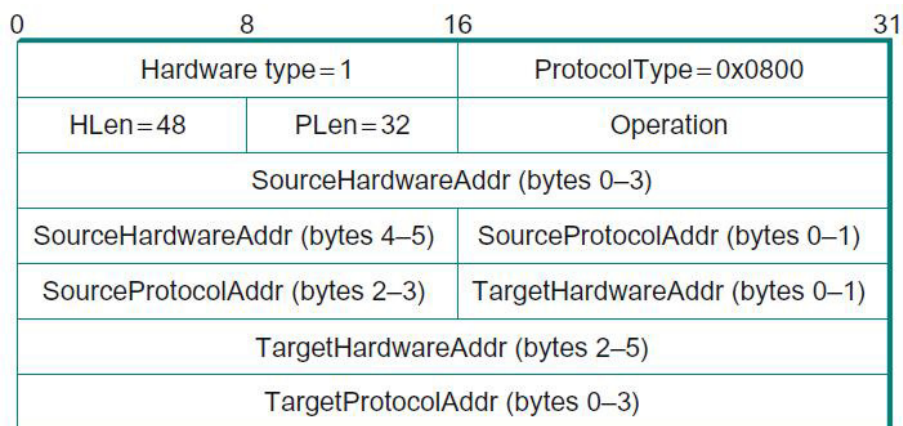 0 8 16 31
Hardware type=1 ProtocolType=0x0800
HLen=48 PLen=32 Operation
SourceHardwareAddr (bytes 0–3)
SourceHardwareAddr (bytes 4–5) SourceProtocolAddr (bytes 0–1)
SourceProtocolAddr (bytes 2–3) TargetHardwareAddr (bytes 0–1)
TargetHardwareAddr (bytes 2–5)
TargetProtocolAddr (bytes 0–3)